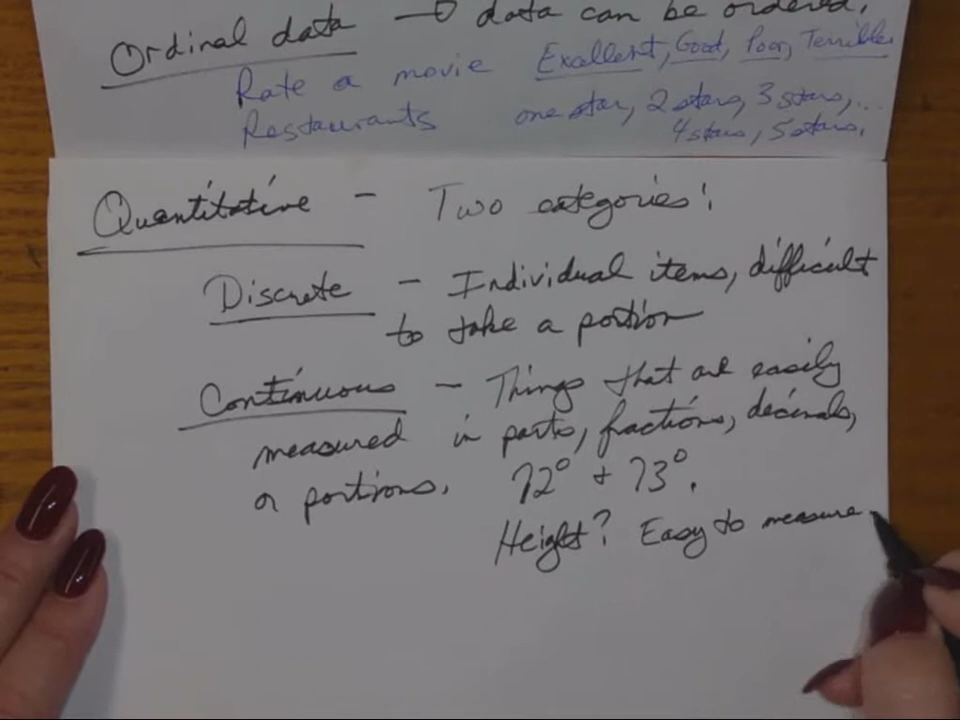 Ordinal data → data can be ordered.
Rate a movie Excellent, Good, Poor, Terrible
Restaurants one star, 2 stars, 3 stars, ...
4 stars, 5 stars.
Quantitative - Two categories:
Discrete - Individual items, difficult
to take a portion
Continuous - Things that are easily
measured in parts, fractions, decimals,
or portions. 72° + 73°.
Height? Easy to measure